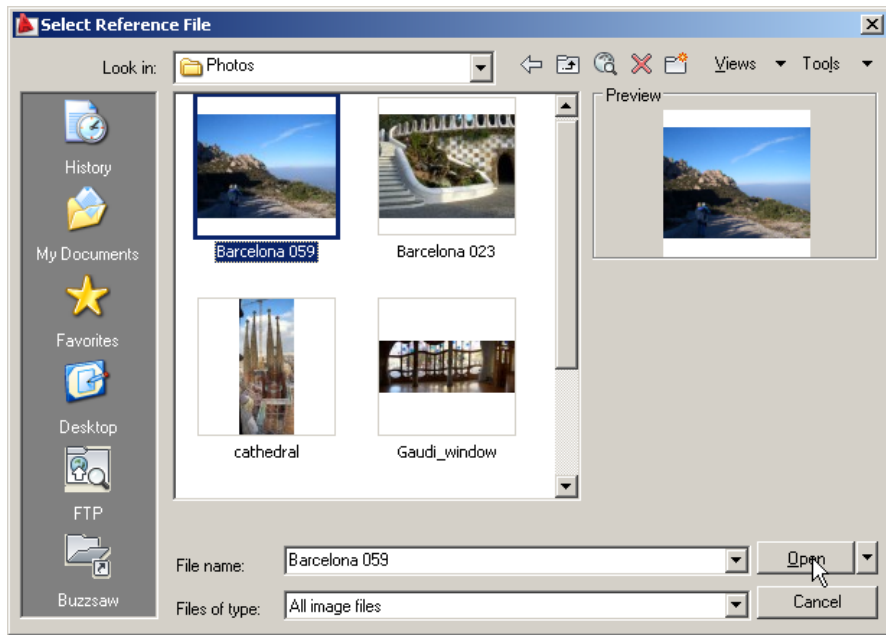 Select Reference File
Look in:
Photos
Views
Tools
History
My Documents
Favorites
Desktop
FTP
Buzzsaw
Barcelona 059
Barcelona 023
cathedral
Gaudi_window
Preview
File name:
Barcelona 059
Open
Files of type:
All image files
Cancel